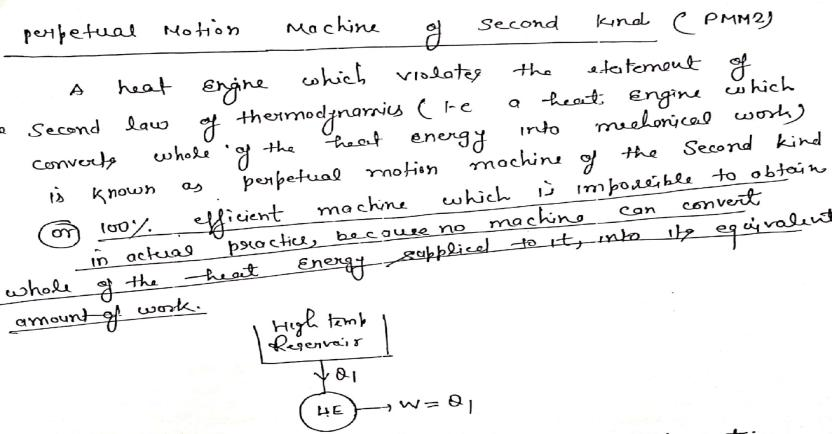 perpetual Motion Machine of Second kind (PMM2)
A heat Engine which violates the statement of
Second law of thermodynamics (i-e a heat Engine which
converts whole of the heat energy into mechanical work)
is known as perpetual motion machine of the Second kind
(or) 100% efficient machine which is impossible to obtain
in actual practice, because no machine can convert
whole of the heat Energy supplied to it, into its equivalent
amount of work.
High temp
Reservoir
Q1
HE → W = Q1